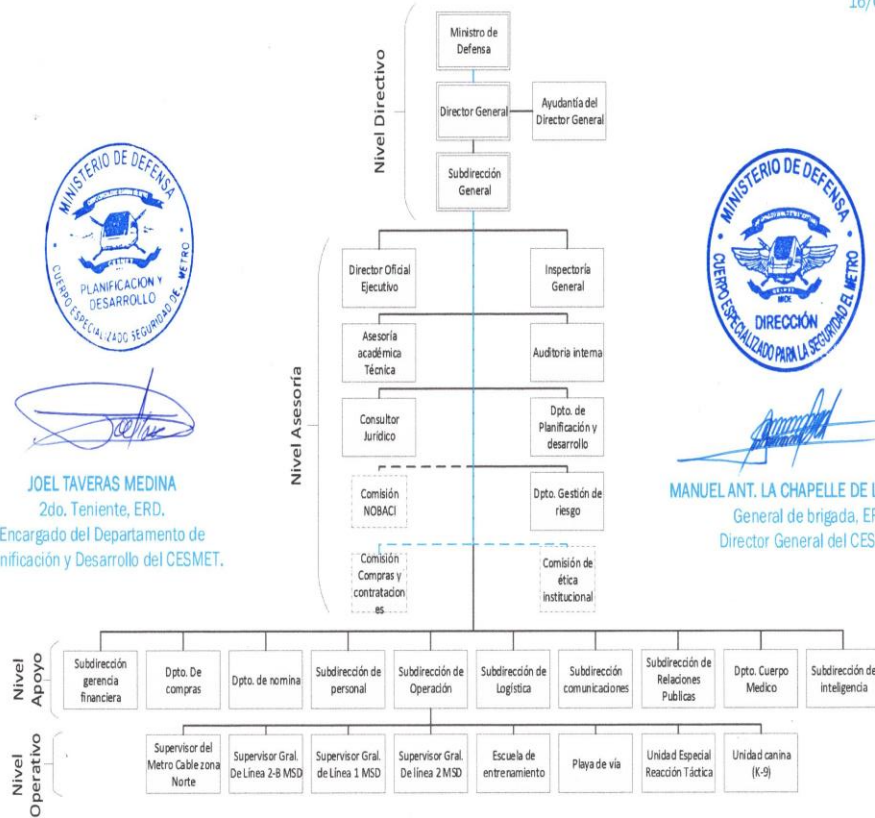 16/
Nivel Directivo
Ministro de
Defensa
Director General
Ayudantía del
Director General
Subdirección
General
MINISTERIO DE DEFENSA
PLANIFICACION Y
DESARROLLO
CUERPO ESPECIALIZADO SEGURIDAD DEL METRO
JOEL TAVERAS MEDINA
2do. Teniente, ERD.
Encargado del Departamento de
nificación y Desarrollo del CESMET.
MINISTERIO DE DEFENSA
MIDE
DIRECCIÓN
CUERPO ESPECIALIZADO PARA LA SEGURIDAD EL METRO
MANUEL ANT. LA CHAPELLE DE L
General de brigada, ER
Director General del CES
Nivel Asesoría
Director Oficial
Ejecutivo
Inspectoría
General
Asesoría
académica
Técnica
Auditoria interna
Consultor
Jurídico
Dpto. de
Planificación y
desarrollo
Comisión
NOBACI
Dpto. Gestión de
riesgo
Comisión
Compras y
contratacion
es
Comisión de
ética
institucional
Nivel
Apoyo
Subdirección
gerencia
financiera
Dpto. De
compras
Dpto. de nomina
Subdirección de
personal
Subdirección de
Operación
Subdirección de
Logística
Subdirección
comunicaciones
Subdirección de
Relaciones
Publicas
Dpto. Cuerpo
Medico
Subdirección de
inteligencia
Nivel
Operativo
Supervisor del
Metro Cable zona
Norte
Supervisor Gral.
De Línea 2-B MSD
Supervisor Gral.
de Línea 1 MSD
Supervisor Gral.
De línea 2 MSD
Escuela de
entrenamiento
Playa de vía
Unidad Especial
Reacción Táctica
Unidad canina
(K-9)